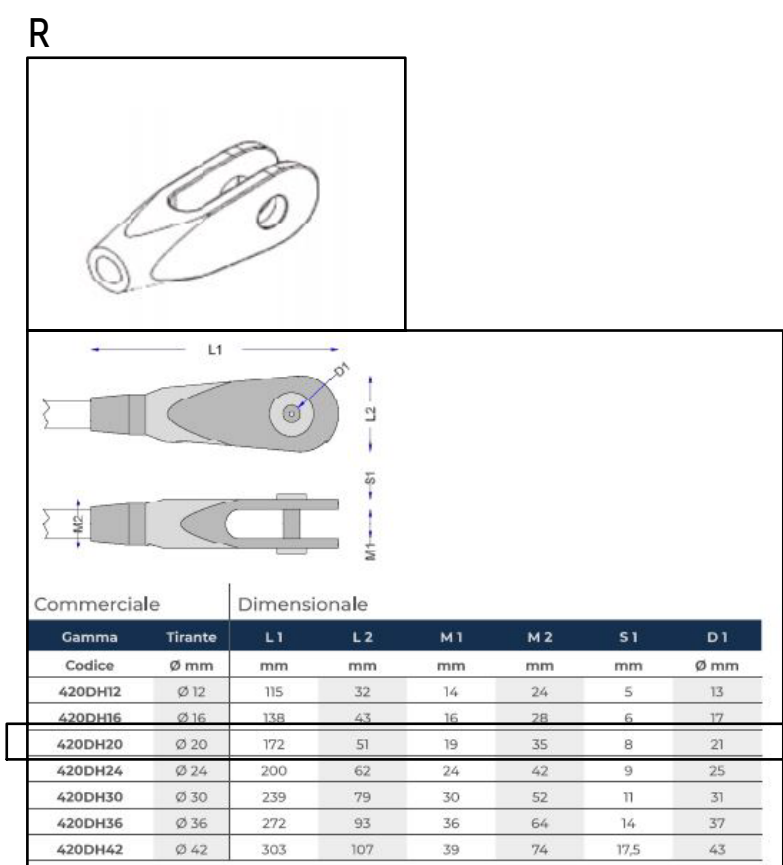 R
L1
D1
L2
S1
M2
M1
Commerciale Dimensionale
Gamma Tirante L 1 L 2 M 1 M 2 S 1 D 1
Codice Ø mm mm mm mm mm mm Ø mm
420DH12 Ø 12 115 32 14 24 5 13
420DH16 Ø 16 138 43 16 28 6 17
420DH20 Ø 20 172 51 19 35 8 21
420DH24 Ø 24 200 62 24 42 9 25
420DH30 Ø 30 239 79 30 52 11 31
420DH36 Ø 36 272 93 36 64 14 37
420DH42 Ø 42 303 107 39 74 17,5 43